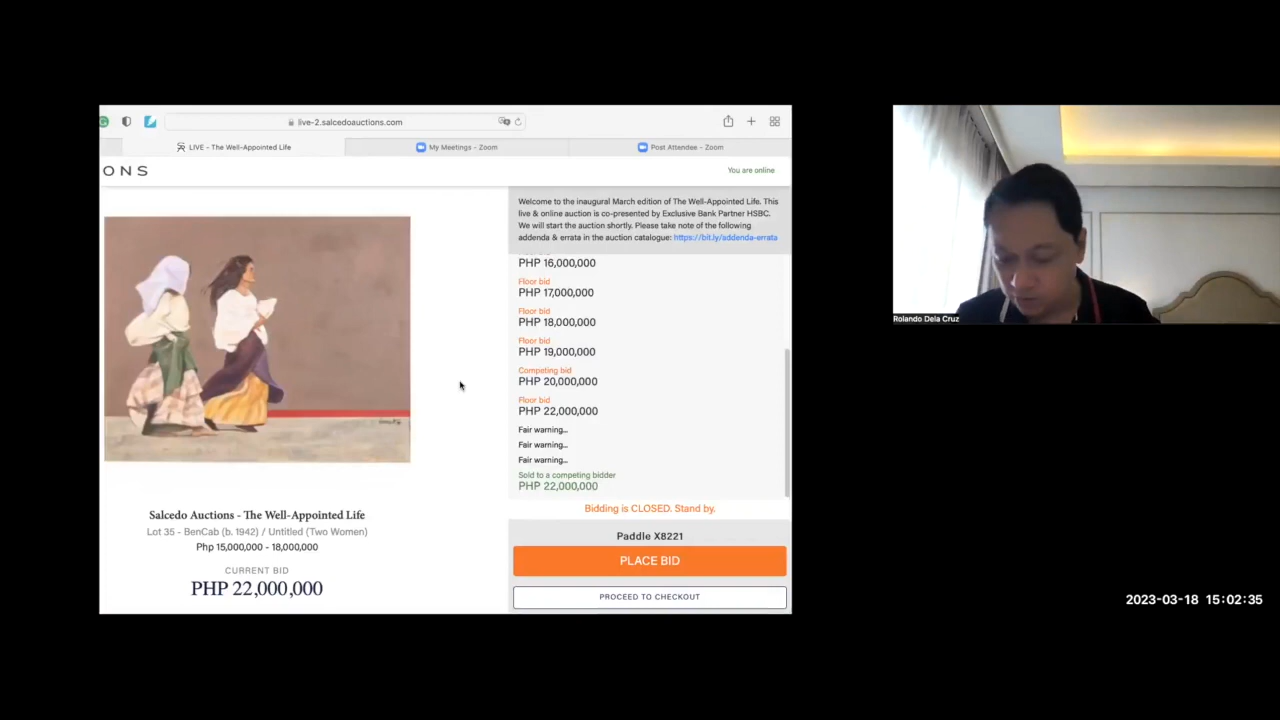 live-2.salcedoauctions.com
LIVE - The Well-Appointed Life
My Meetings - Zoom
Post Attendee - Zoom
ONS
You are online
Welcome to the inaugural March edition of The Well-Appointed Life. This
live & online auction is co-presented by Exclusive Bank Partner HSBC.
We will start the auction shortly. Please take note of the following
addenda & errata in the auction catalogue: https://bit.ly/addenda-errata
PHP 16,000,000
Floor bid
PHP 17,000,000
Floor bid
PHP 18,000,000
Floor bid
PHP 19,000,000
Competing bid
PHP 20,000,000
Floor bid
PHP 22,000,000
Fair warning...
Fair warning...
Fair warning...
Sold to a competing bidder
PHP 22,000,000
Bidding is CLOSED. Stand by.
Paddle X8221
PLACE BID
PROCEED TO CHECKOUT
Salcedo Auctions - The Well-Appointed Life
Lot 35 - BenCab (b. 1942) / Untitled (Two Women)
Php 15,000,000 - 18,000,000
CURRENT BID
PHP 22,000,000
Rolando Dela Cruz
2023-03-18 15:02:35